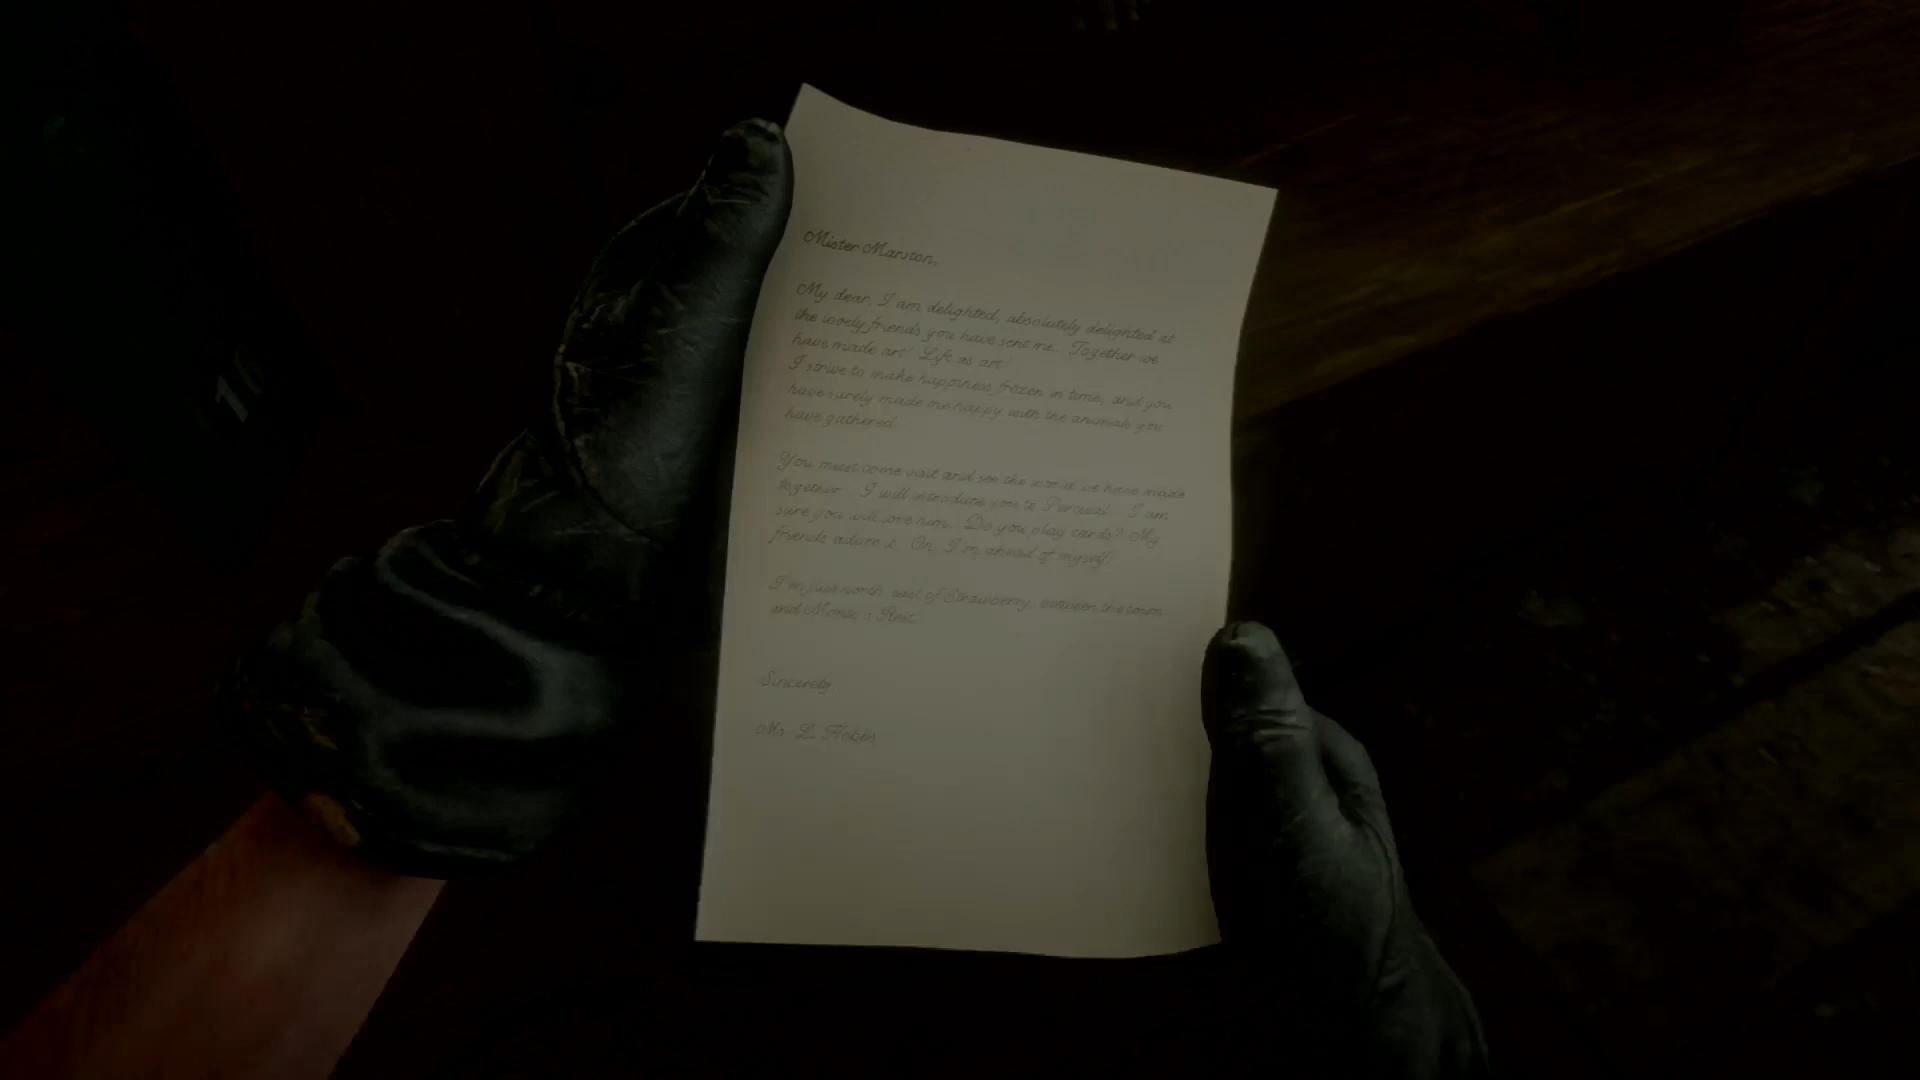 Mister Marston,
My dear, I am delighted, absolutely delighted at
the lovely friends you have sent me. Together we
have made art! Life as art!
I strive to make happiness frozen in time, and you
have surely made me happy with the animals you
have gathered.
You must come visit and see the world we have made
together. I will introduce you to Percival. I am
sure you will love him. Do you play cards? My
friends adore it. Oh, I'm ahead of myself!
I'm just north east of Strawberry, between the town
and Monto's Rest.
Sincerely
Ms. L. Hobbs